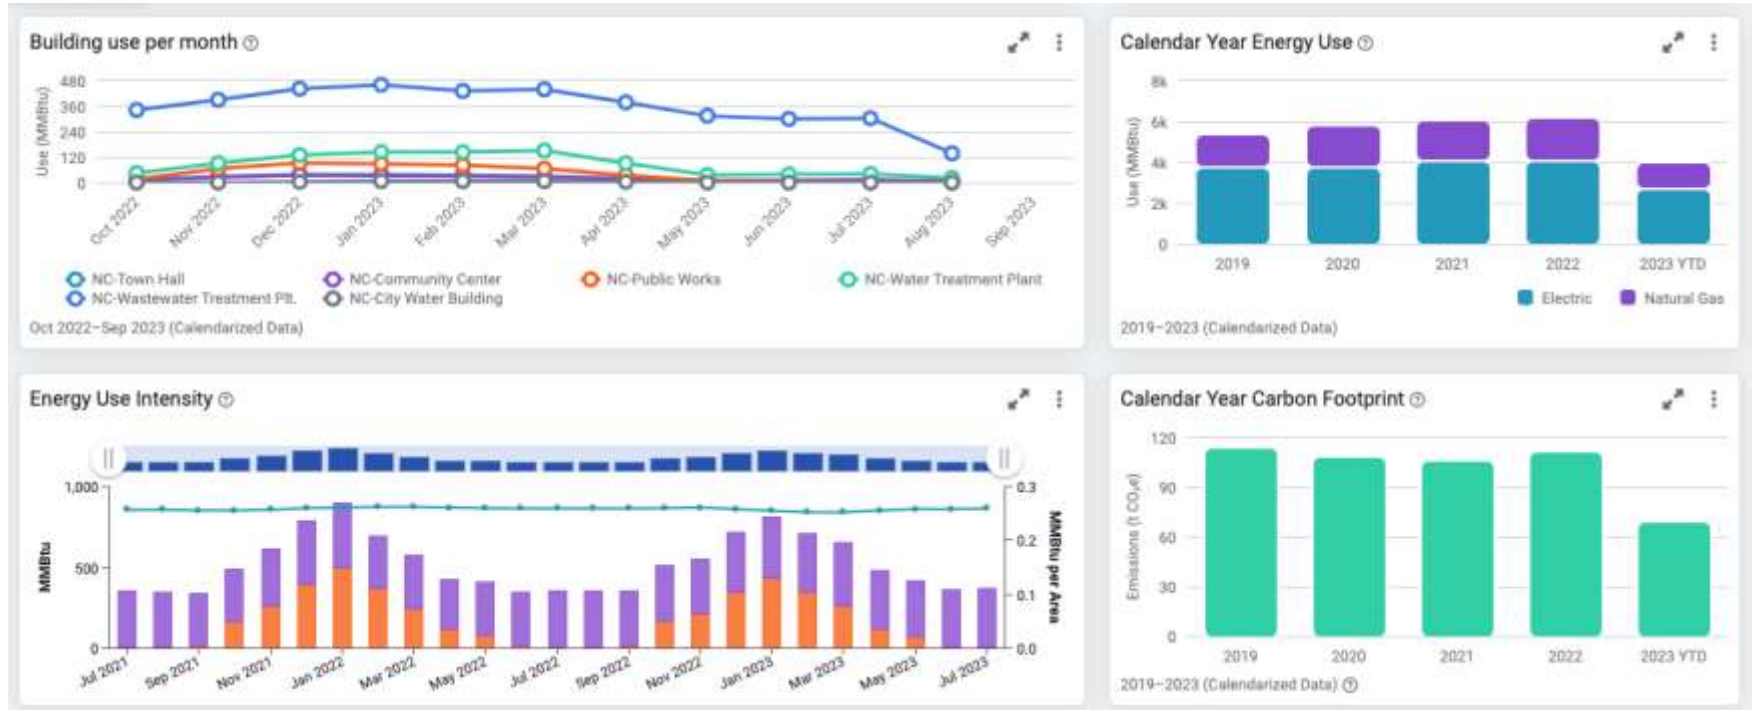 Building use per month
Use (MMBtu)
480
360
240
120
0
Oct 2022
Nov 2022
Dec 2022
Jan 2023
Feb 2023
Mar 2023
Apr 2023
May 2023
Jun 2023
Jul 2023
Aug 2023
Sep 2023
NC-Town Hall
NC-Community Center
NC-Public Works
NC-Water Treatment Plant
NC-Wastewater Treatment Plt.
NC-City Water Building
Oct 2022–Sep 2023 (Calendarized Data)
Calendar Year Energy Use
Use (MMBtu)
8k
6k
4k
2k
0
2019
2020
2021
2022
2023 YTD
Electric
Natural Gas
2019–2023 (Calendarized Data)
Energy Use Intensity
MMBtu
1,000
500
0
0.3
0.2
0.1
0.0
MMBtu per Area
Jul 2021
Sep 2021
Nov 2021
Jan 2022
Mar 2022
May 2022
Jul 2022
Sep 2022
Nov 2022
Jan 2023
Mar 2023
May 2023
Jul 2023
Calendar Year Carbon Footprint
Emissions (t CO₂e)
120
90
60
30
0
2019
2020
2021
2022
2023 YTD
2019–2023 (Calendarized Data)